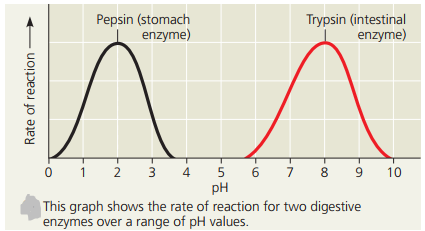 Pepsin (stomach
enzyme)
Trypsin (intestinal
enzyme)
Rate of reaction
0 1 2 3 4 5 6 7 8 9 10
pH
This graph shows the rate of reaction for two digestive
enzymes over a range of pH values.